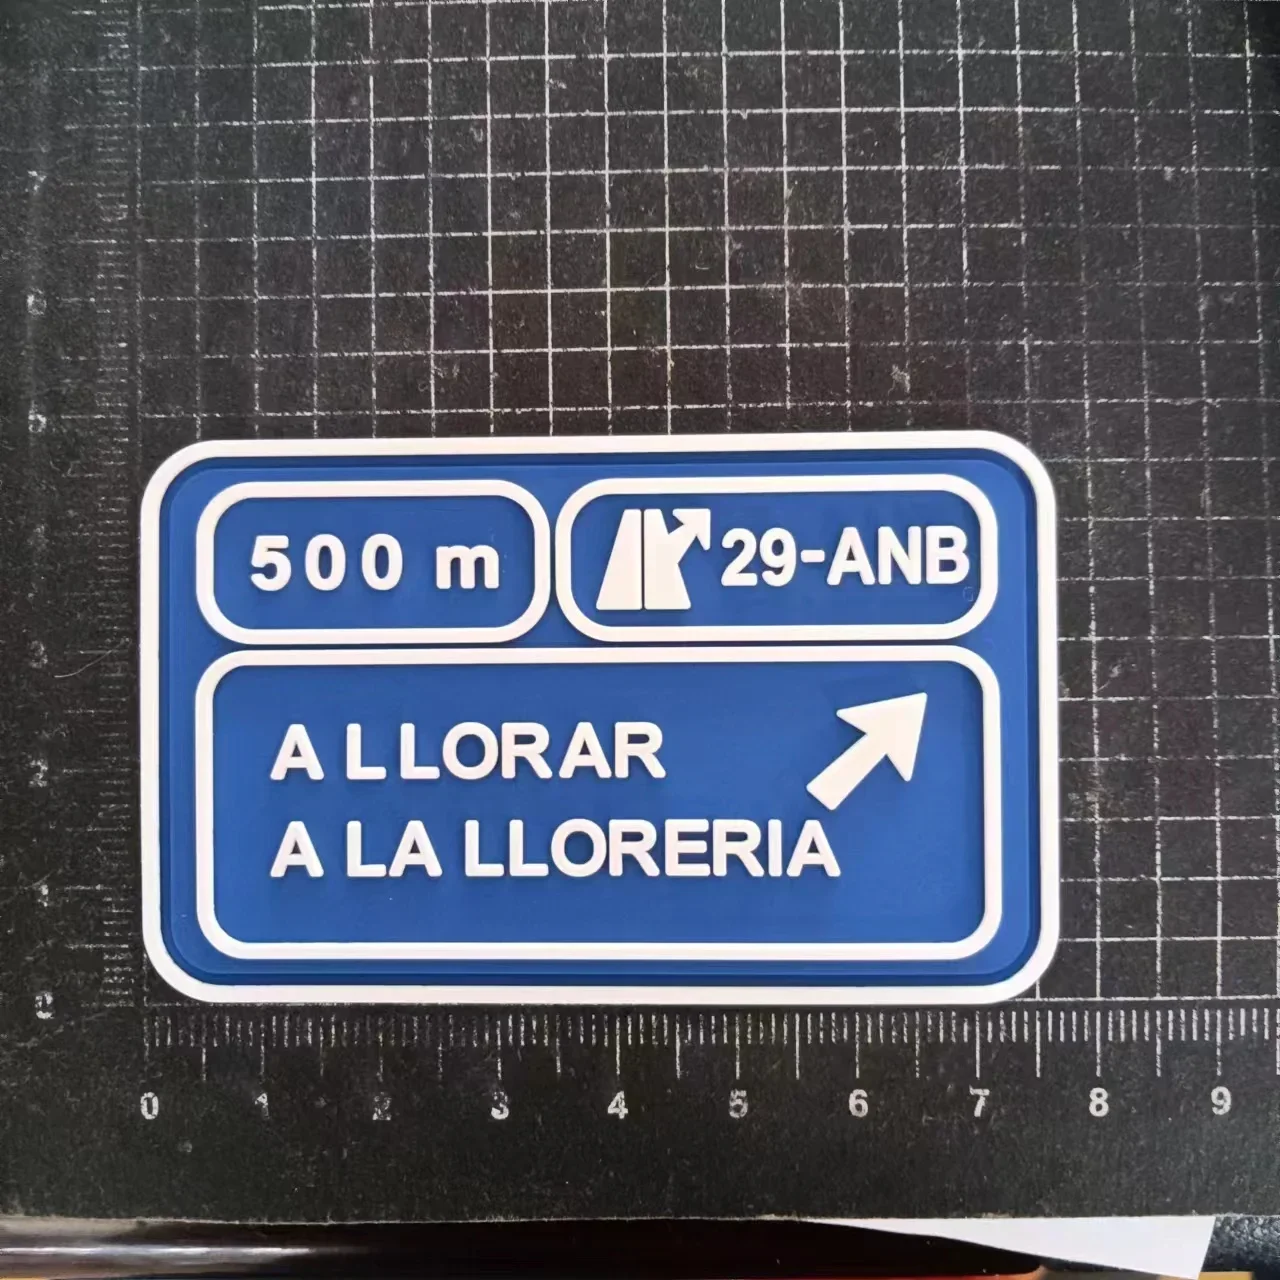 500 m
29-ANB
A LLORAR
A LA LLORERIA
0 1 2 3 4 5 6 7 8 9